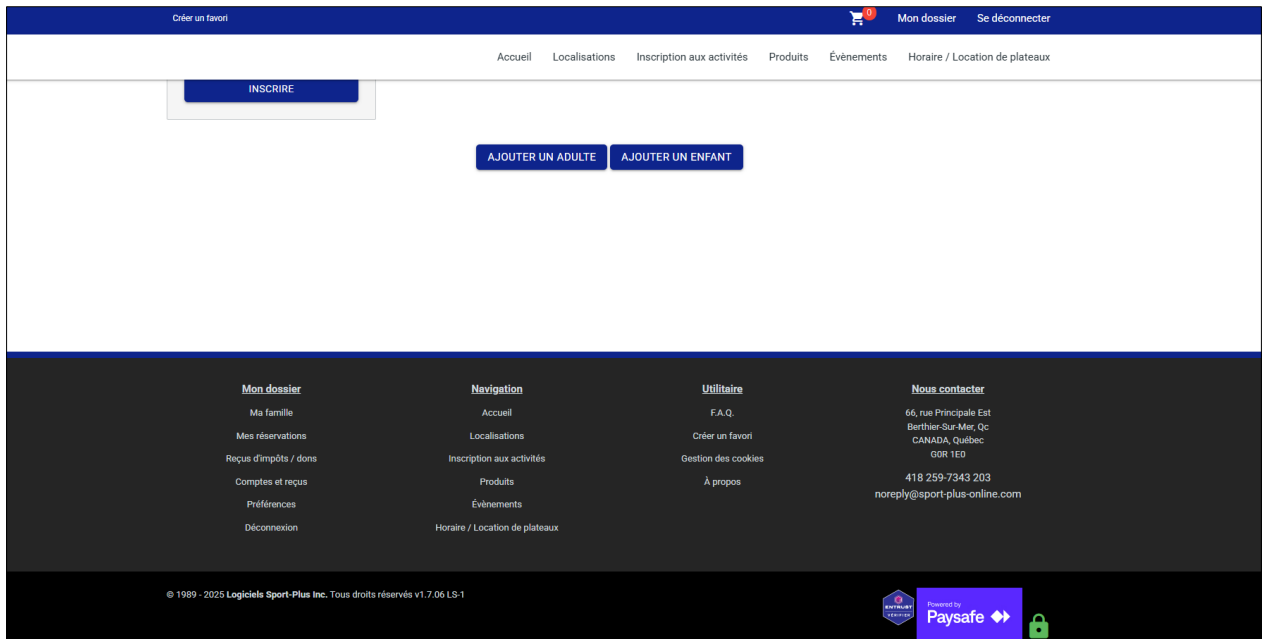 Créer un favori
0
Mon dossier
Se déconnecter
Accueil
Localisations
Inscription aux activités
Produits
Évènements
Horaire / Location de plateaux
INSCRIRE
AJOUTER UN ADULTE
AJOUTER UN ENFANT
Mon dossier
Ma famille
Mes réservations
Reçus d'impôts / dons
Comptes et reçus
Préférences
Déconnexion
Navigation
Accueil
Localisations
Inscription aux activités
Produits
Évènements
Horaire / Location de plateaux
Utilitaire
F.A.Q.
Créer un favori
Gestion des cookies
À propos
Nous contacter
66, rue Principale Est
Berthier-Sur-Mer, Qc
CANADA, Québec
G0R 1E0
418 259-7343 203
noreply@sport-plus-online.com
© 1989 - 2025 Logiciels Sport-Plus Inc. Tous droits réservés v1.7.06 LS-1
ENTRUST
Powered by
Paysafe